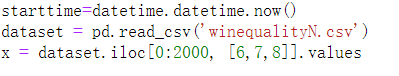 starttime=datetime.datetime.now()
dataset = pd.read_csv('winequalityN.csv')
x = dataset.iloc[0:2000, [6,7,8]].values